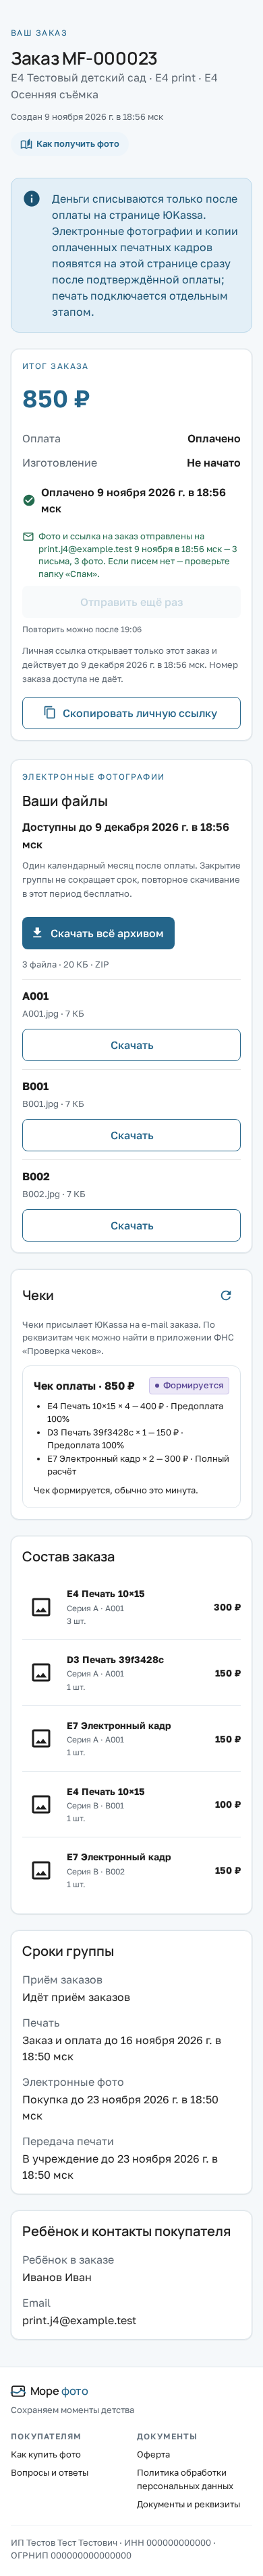 ВАШ ЗАКАЗ
Заказ MF-000023
E4 Тестовый детский сад · E4 print · E4
Осенняя съёмка
Создан 9 ноября 2026 г. в 18:56 мск
Как получить фото
Деньги списываются только после
оплаты на странице ЮKassa.
Электронные фотографии и копии
оплаченных печатных кадров
появятся на этой странице сразу
после подтверждённой оплаты;
печать подключается отдельным
этапом.
ИТОГ ЗАКАЗА
850 ₽
Оплата Оплачено
Изготовление Не начато
Оплачено 9 ноября 2026 г. в 18:56
мск
Фото и ссылка на заказ отправлены на
print.j4@example.test 9 ноября в 18:56 мск — 3
письма, 3 фото. Если писем нет — проверьте
папку «Спам».
Отправить ещё раз
Повторить можно после 19:06
Личная ссылка открывает только этот заказ и
действует до 9 декабря 2026 г. в 18:56 мск. Номер
заказа доступа не даёт.
Скопировать личную ссылку
ЭЛЕКТРОННЫЕ ФОТОГРАФИИ
Ваши файлы
Доступны до 9 декабря 2026 г. в 18:56
мск
Один календарный месяц после оплаты. Закрытие
группы не сокращает срок, повторное скачивание
в этот период бесплатно.
Скачать всё архивом
3 файла · 20 КБ · ZIP
A001
A001.jpg · 7 КБ
Скачать
B001
B001.jpg · 7 КБ
Скачать
B002
B002.jpg · 7 КБ
Скачать
Чеки
Чеки присылает ЮKassa на e-mail заказа. По
реквизитам чек можно найти в приложении ФНС
«Проверка чеков».
Чек оплаты · 850 ₽ Формируется
• E4 Печать 10×15 × 4 — 400 ₽ · Предоплата
100%
• D3 Печать 39f3428c × 1 — 150 ₽ ·
Предоплата 100%
• E7 Электронный кадр × 2 — 300 ₽ · Полный
расчёт
Чек формируется, обычно это минута.
Состав заказа
E4 Печать 10×15
Серия A · A001
3 шт.
300 ₽
D3 Печать 39f3428c
Серия A · A001
1 шт.
150 ₽
E7 Электронный кадр
Серия A · A001
1 шт.
150 ₽
E4 Печать 10×15
Серия B · B001
1 шт.
100 ₽
E7 Электронный кадр
Серия B · B002
1 шт.
150 ₽
Сроки группы
Приём заказов
Идёт приём заказов
Печать
Заказ и оплата до 16 ноября 2026 г. в
18:50 мск
Электронные фото
Покупка до 23 ноября 2026 г. в 18:50
мск
Передача печати
В учреждение до 23 ноября 2026 г. в
18:50 мск
Ребёнок и контакты покупателя
Ребёнок в заказе
Иванов Иван
Email
print.j4@example.test
Море фото
Сохраняем моменты детства
ПОКУПАТЕЛЯМ
Как купить фото
Вопросы и ответы
ДОКУМЕНТЫ
Оферта
Политика обработки
персональных данных
Документы и реквизиты
ИП Тестов Тест Тестович · ИНН 000000000000 ·
ОГРНИП 000000000000000